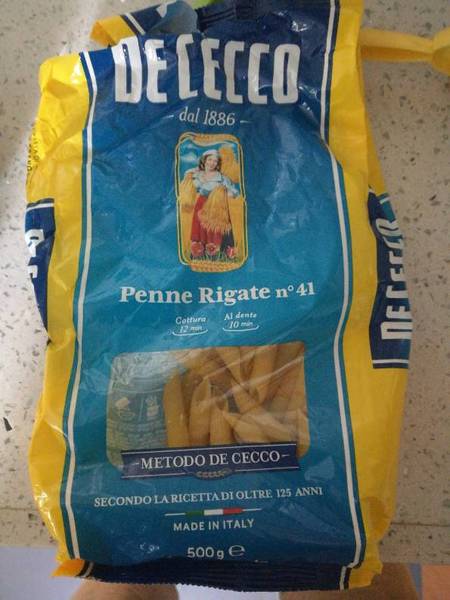 DE CECCO
dal 1886
Penne Rigate n° 41
Cottura
12 min
Al dente
10 min
METODO DE CECCO
SECONDO LA RICETTA DI OLTRE 125 ANNI
MADE IN ITALY
500 g ℮
DE CECCO